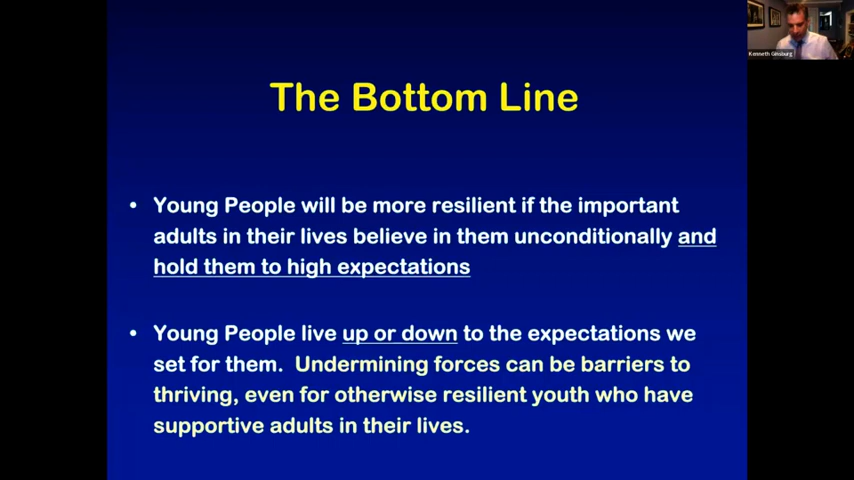 The Bottom Line
Kenneth Ginsburg
• Young People will be more resilient if the important
adults in their lives believe in them unconditionally and
hold them to high expectations
• Young People live up or down to the expectations we
set for them.  Undermining forces can be barriers to
thriving, even for otherwise resilient youth who have
supportive adults in their lives.